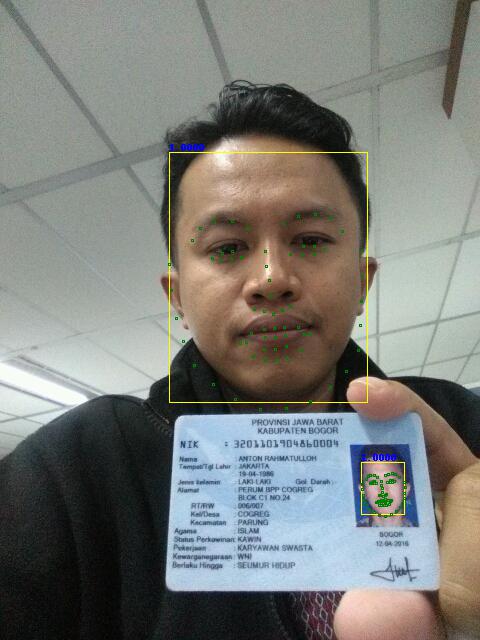 1.0000
PROVINSI JAWA BARAT
KABUPATEN BOGOR
NIK : 3201101904860004
Nama : ANTON RAHMATULLOH
Tempat/Tgl Lahir : JAKARTA
19-04-1986
Jenis kelamin : LAKI-LAKI Gol. Darah :
Alamat : PERUM BPP COGREG
BLOK C1 NO.24
RT/RW : 006/007
Kel/Desa : COGREG
Kecamatan : PARUNG
Agama : ISLAM
Status Perkawinan: KAWIN
Pekerjaan : KARYAWAN SWASTA
Kewarganegaraan: WNI
Berlaku Hingga : SEUMUR HIDUP
1.0000
BOGOR
12-04-2016